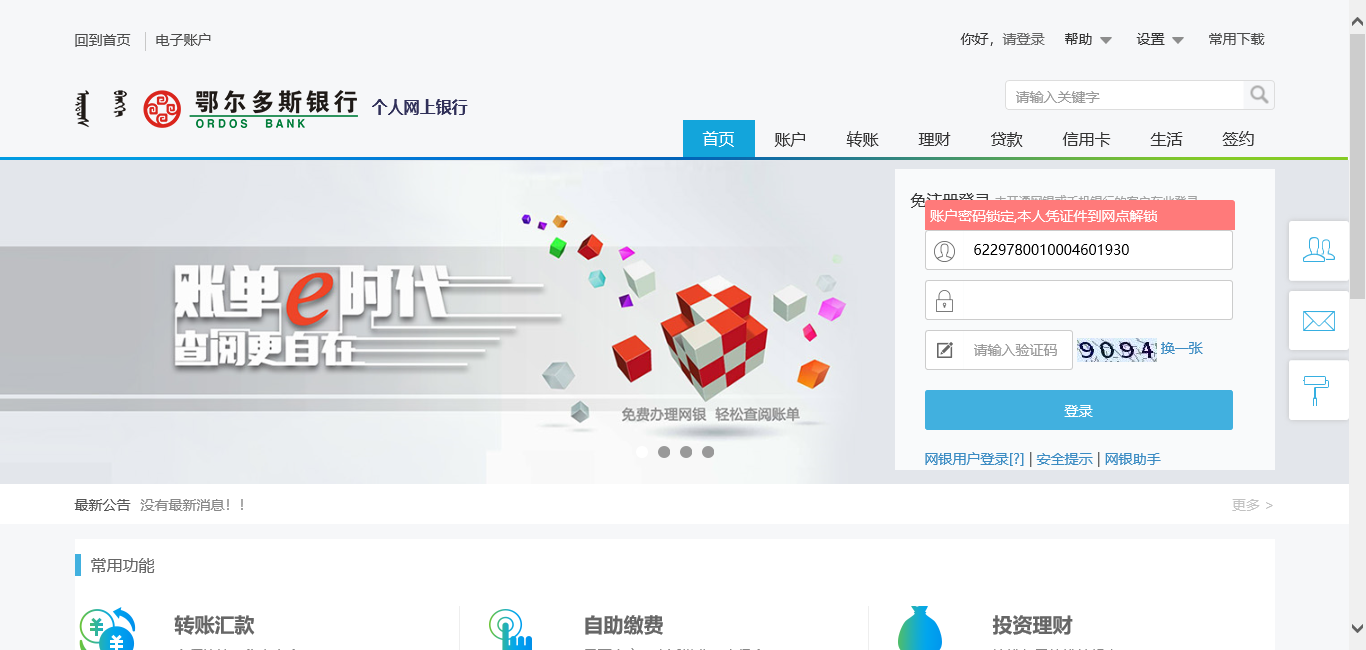 回到首页 电子账户 你好，请登录 帮助 设置 常用下载
鄂尔多斯银行 个人网上银行
ORDOS BANK
请输入关键字
首页 账户 转账 理财 贷款 信用卡 生活 签约
免注册登录
账户密码锁定,本人凭证件到网点解锁
6229780010004601930
请输入验证码 9094 换一张
登录
网银用户登录[?] | 安全提示 | 网银助手
账单e时代
查阅更自在
免费办理网银 轻松查阅账单
最新公告 没有最新消息！！ 更多 >
常用功能
转账汇款 自助缴费 投资理财